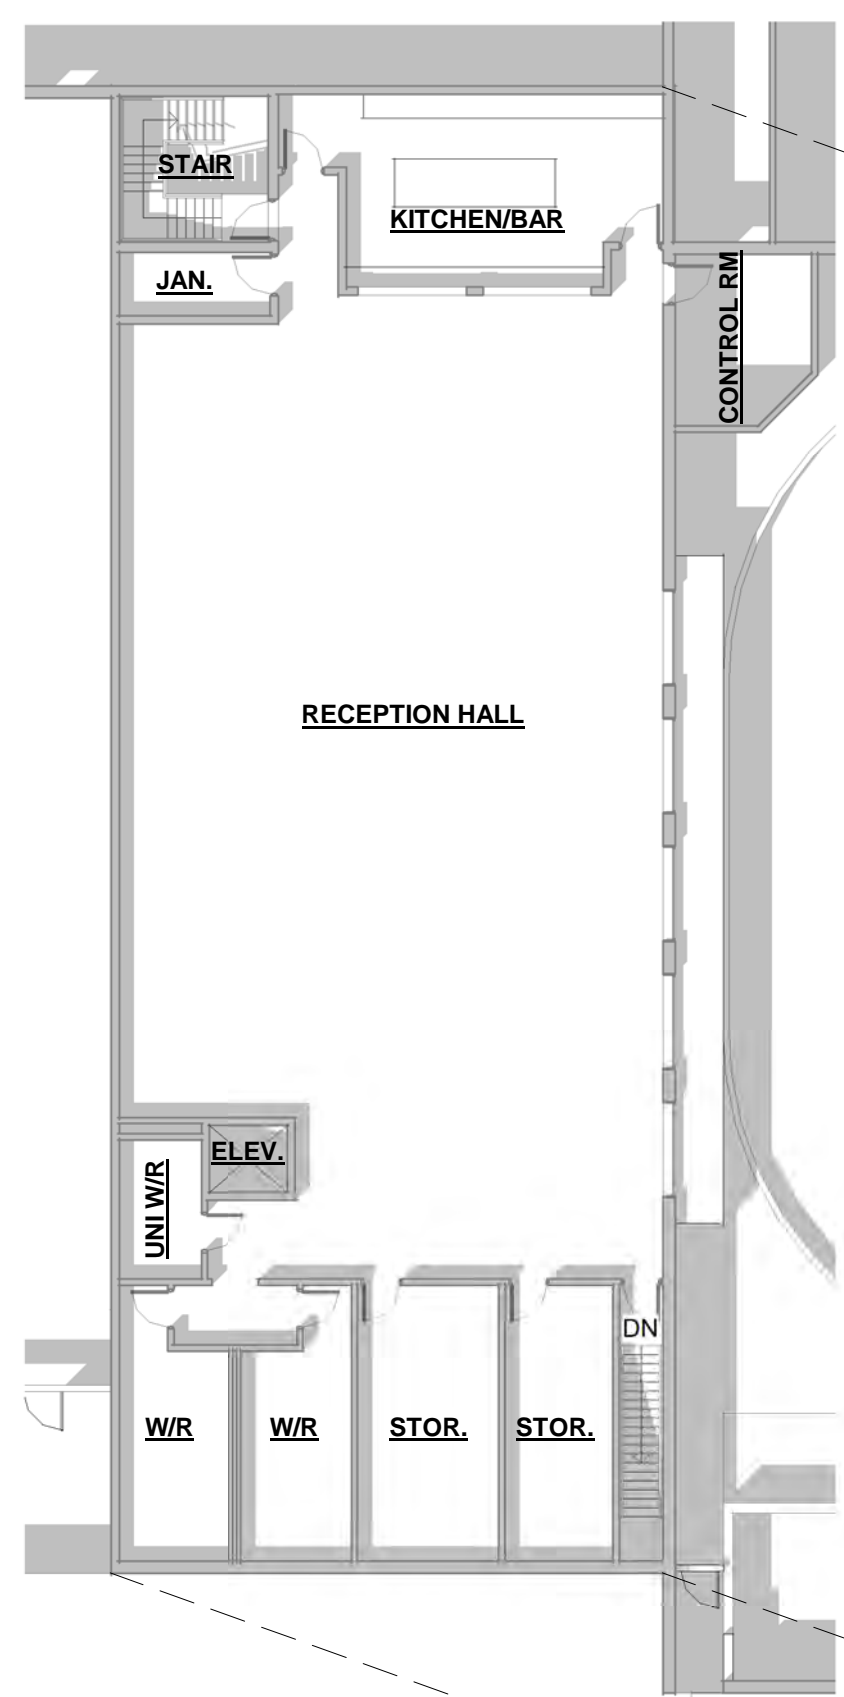 STAIR
KITCHEN/BAR
JAN.
CONTROL RM
RECEPTION HALL
ELEV.
UNI W/R
DN
W/R
W/R
STOR.
STOR.